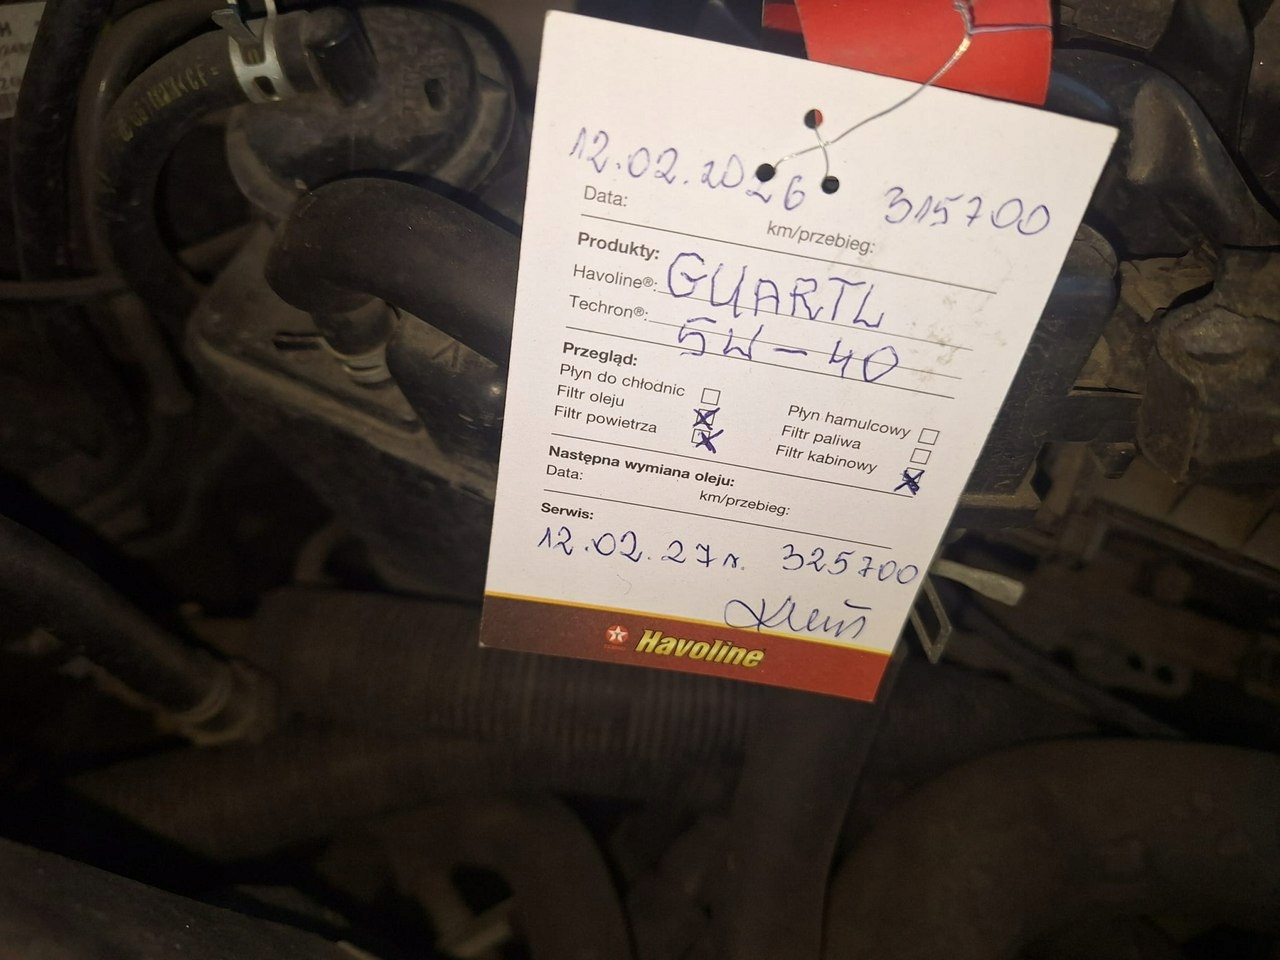 12.02.2026 315700
Data: km/przebieg:
Produkty:
Havoline®: GUARTL
Techron®: 5W-40
Przegląd:
Płyn do chłodnic
Filtr oleju
Filtr powietrza
Płyn hamulcowy
Filtr paliwa
Filtr kabinowy
Następna wymiana oleju:
Data: km/przebieg:
Serwis:
12.02.27r. 325700
Havoline